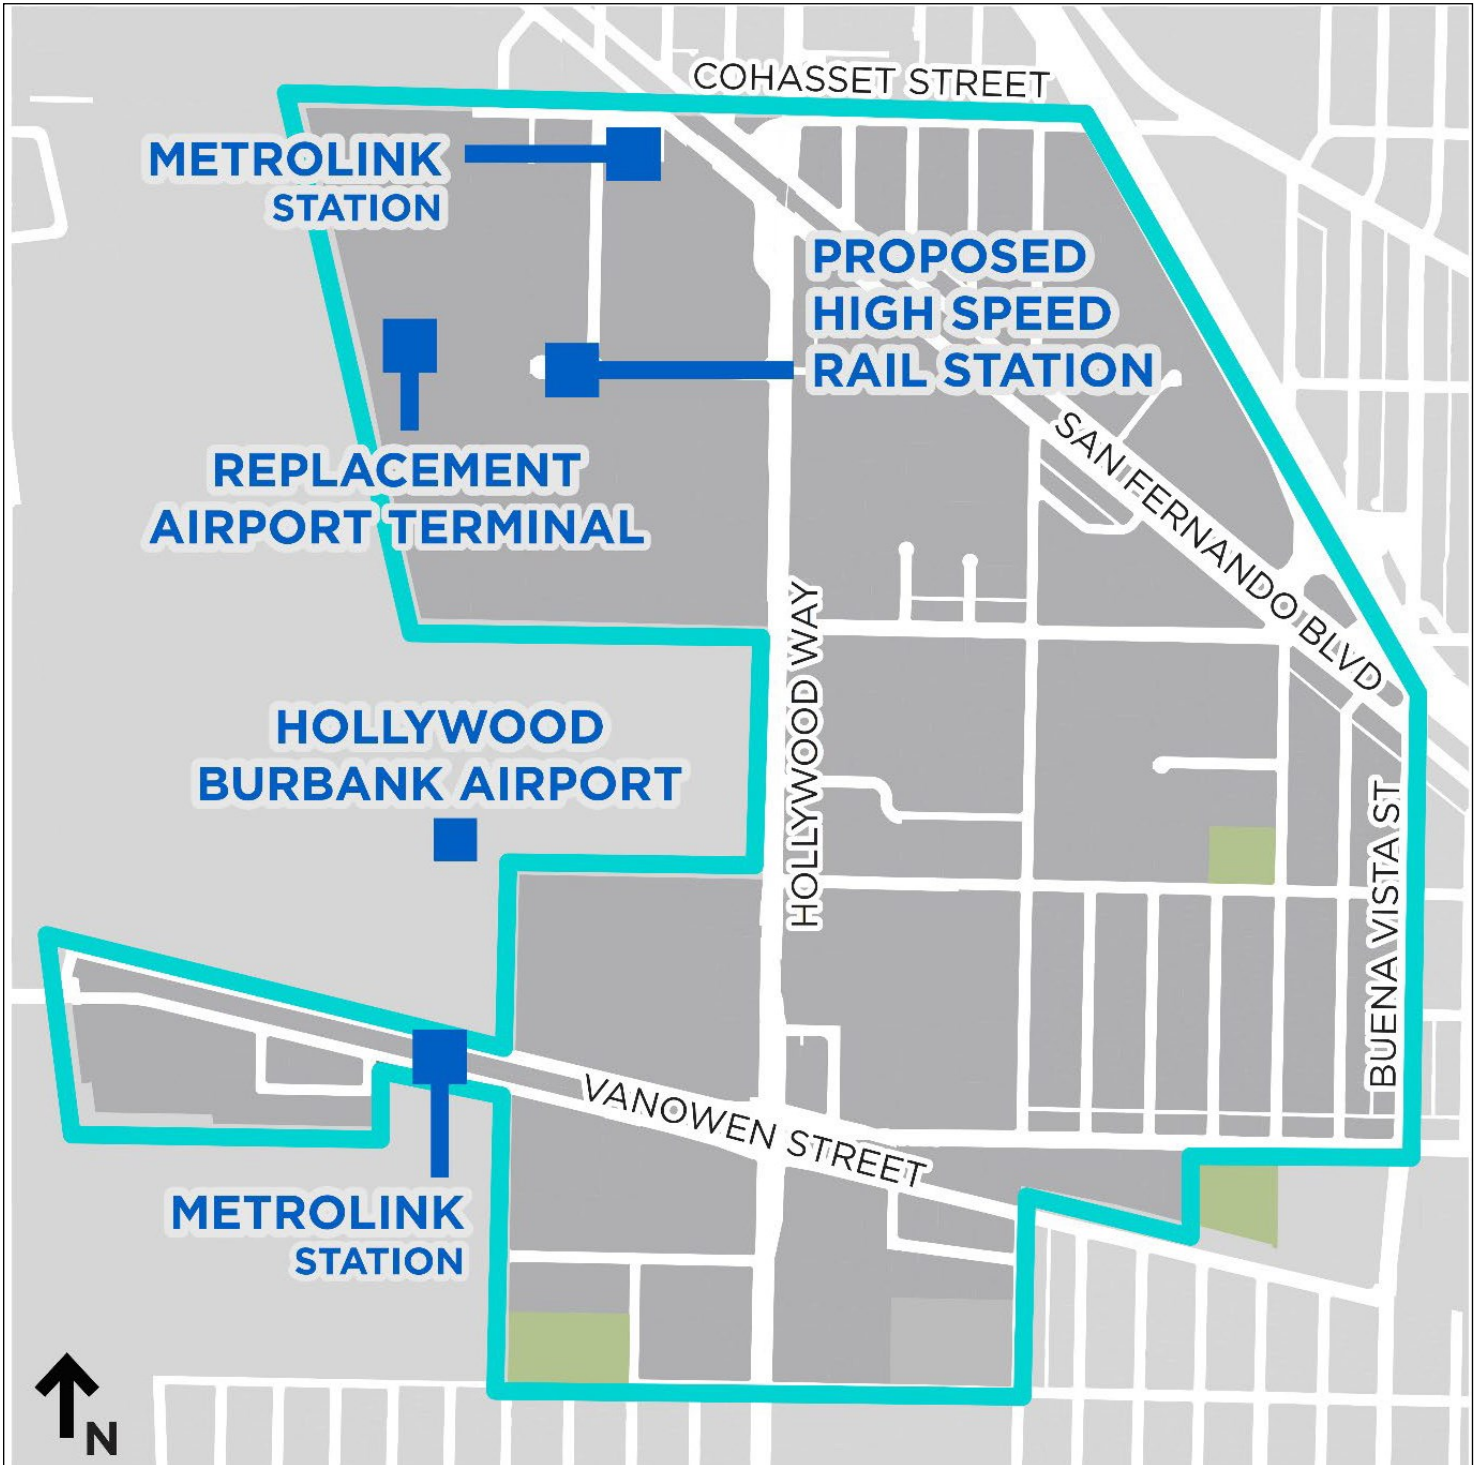 COHASSET STREET
METROLINK
STATION
PROPOSED
HIGH SPEED
RAIL STATION
SAN FERNANDO BLVD
REPLACEMENT
AIRPORT TERMINAL
HOLLYWOOD WAY
HOLLYWOOD
BURBANK AIRPORT
BUENA VISTA ST
VANOWEN STREET
METROLINK
STATION
N